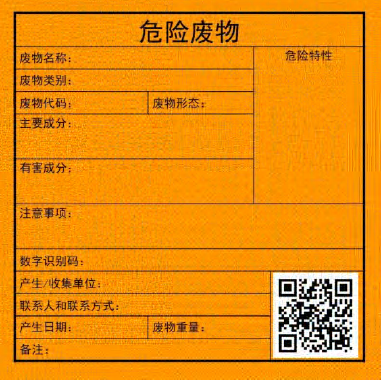 危险废物
废物名称：
危险特性
废物类别：
废物代码： 废物形态：
主要成分：
有害成分：
注意事项：
数字识别码：
产生/收集单位：
联系人和联系方式：
产生日期： 废物重量：
备注：